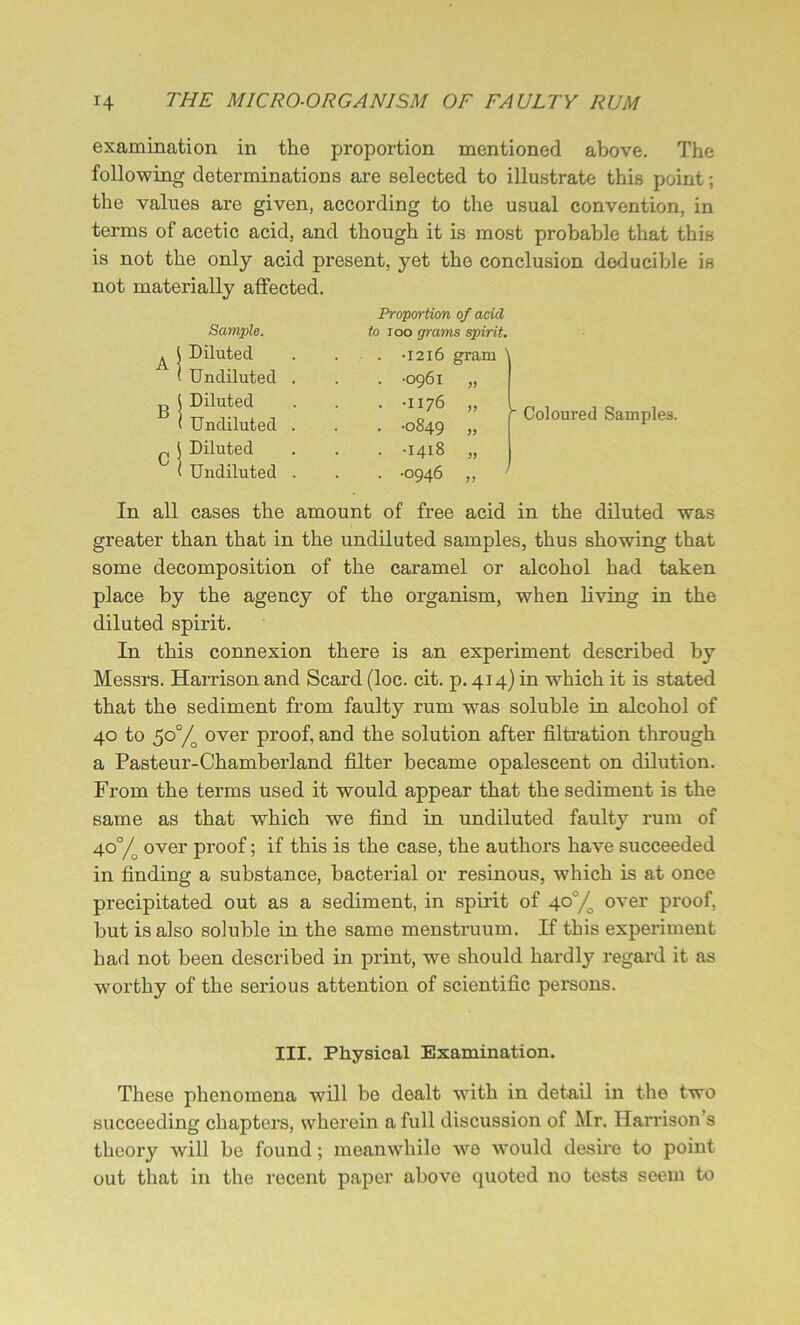 14 THE MICRO-ORGANISM OF FAULTY RUM
examination in the proportion mentioned above. The
following determinations are selected to illustrate this point;
the values are given, according to the usual convention, in
terms of acetic acid, and though it is most probable that this
is not the only acid present, yet the conclusion deducible is
not materially affected.
Proportion of acid
Sample. to 100 grams spirit.
A { Diluted . . . ·1216 gram
Undiluted . . . ·0961 „
B { Diluted . . . ·1176 „
Undiluted . . . ·0849 „
} Coloured Samples.
C { Diluted . . . ·1418 „
Undiluted . . . ·0946 „
In all cases the amount of free acid in the diluted was
greater than that in the undiluted samples, thus showing that
some decomposition of the caramel or alcohol had taken
place by the agency of the organism, when living in the
diluted spirit.
In this connexion there is an experiment described by
Messrs. Harrison and Scard (loc. cit. p. 414) in which it is stated
that the sediment from faulty rum was soluble in alcohol of
40 to 50% over proof, and the solution after filtration through
a Pasteur-Chamberland filter became opalescent on dilution.
From the terms used it would appear that the sediment is the
same as that which we find in undiluted faulty rum of
40% over proof; if this is the case, the authors have succeeded
in finding a substance, bacterial or resinous, which is at once
precipitated out as a sediment, in spirit of 40% over proof,
but is also soluble in the same menstruum. If this experiment
had not been described in print, we should hardly regard it as
worthy of the serious attention of scientific persons.
III. Physical Examination.
These phenomena will be dealt with in detail in the two
succeeding chapters, wherein a full discussion of Mr. Harrison's
theory will be found; meanwhile we would desire to point
out that in the recent paper above quoted no tests seem to